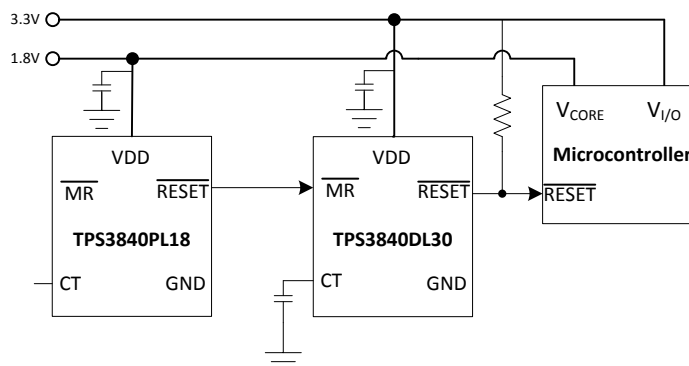 3.3V
1.8V
VDD
MR
RESET
TPS3840PL18
CT
GND
VDD
MR
RESET
TPS3840DL30
CT
GND
VCORE
VI/O
Microcontroller
RESET